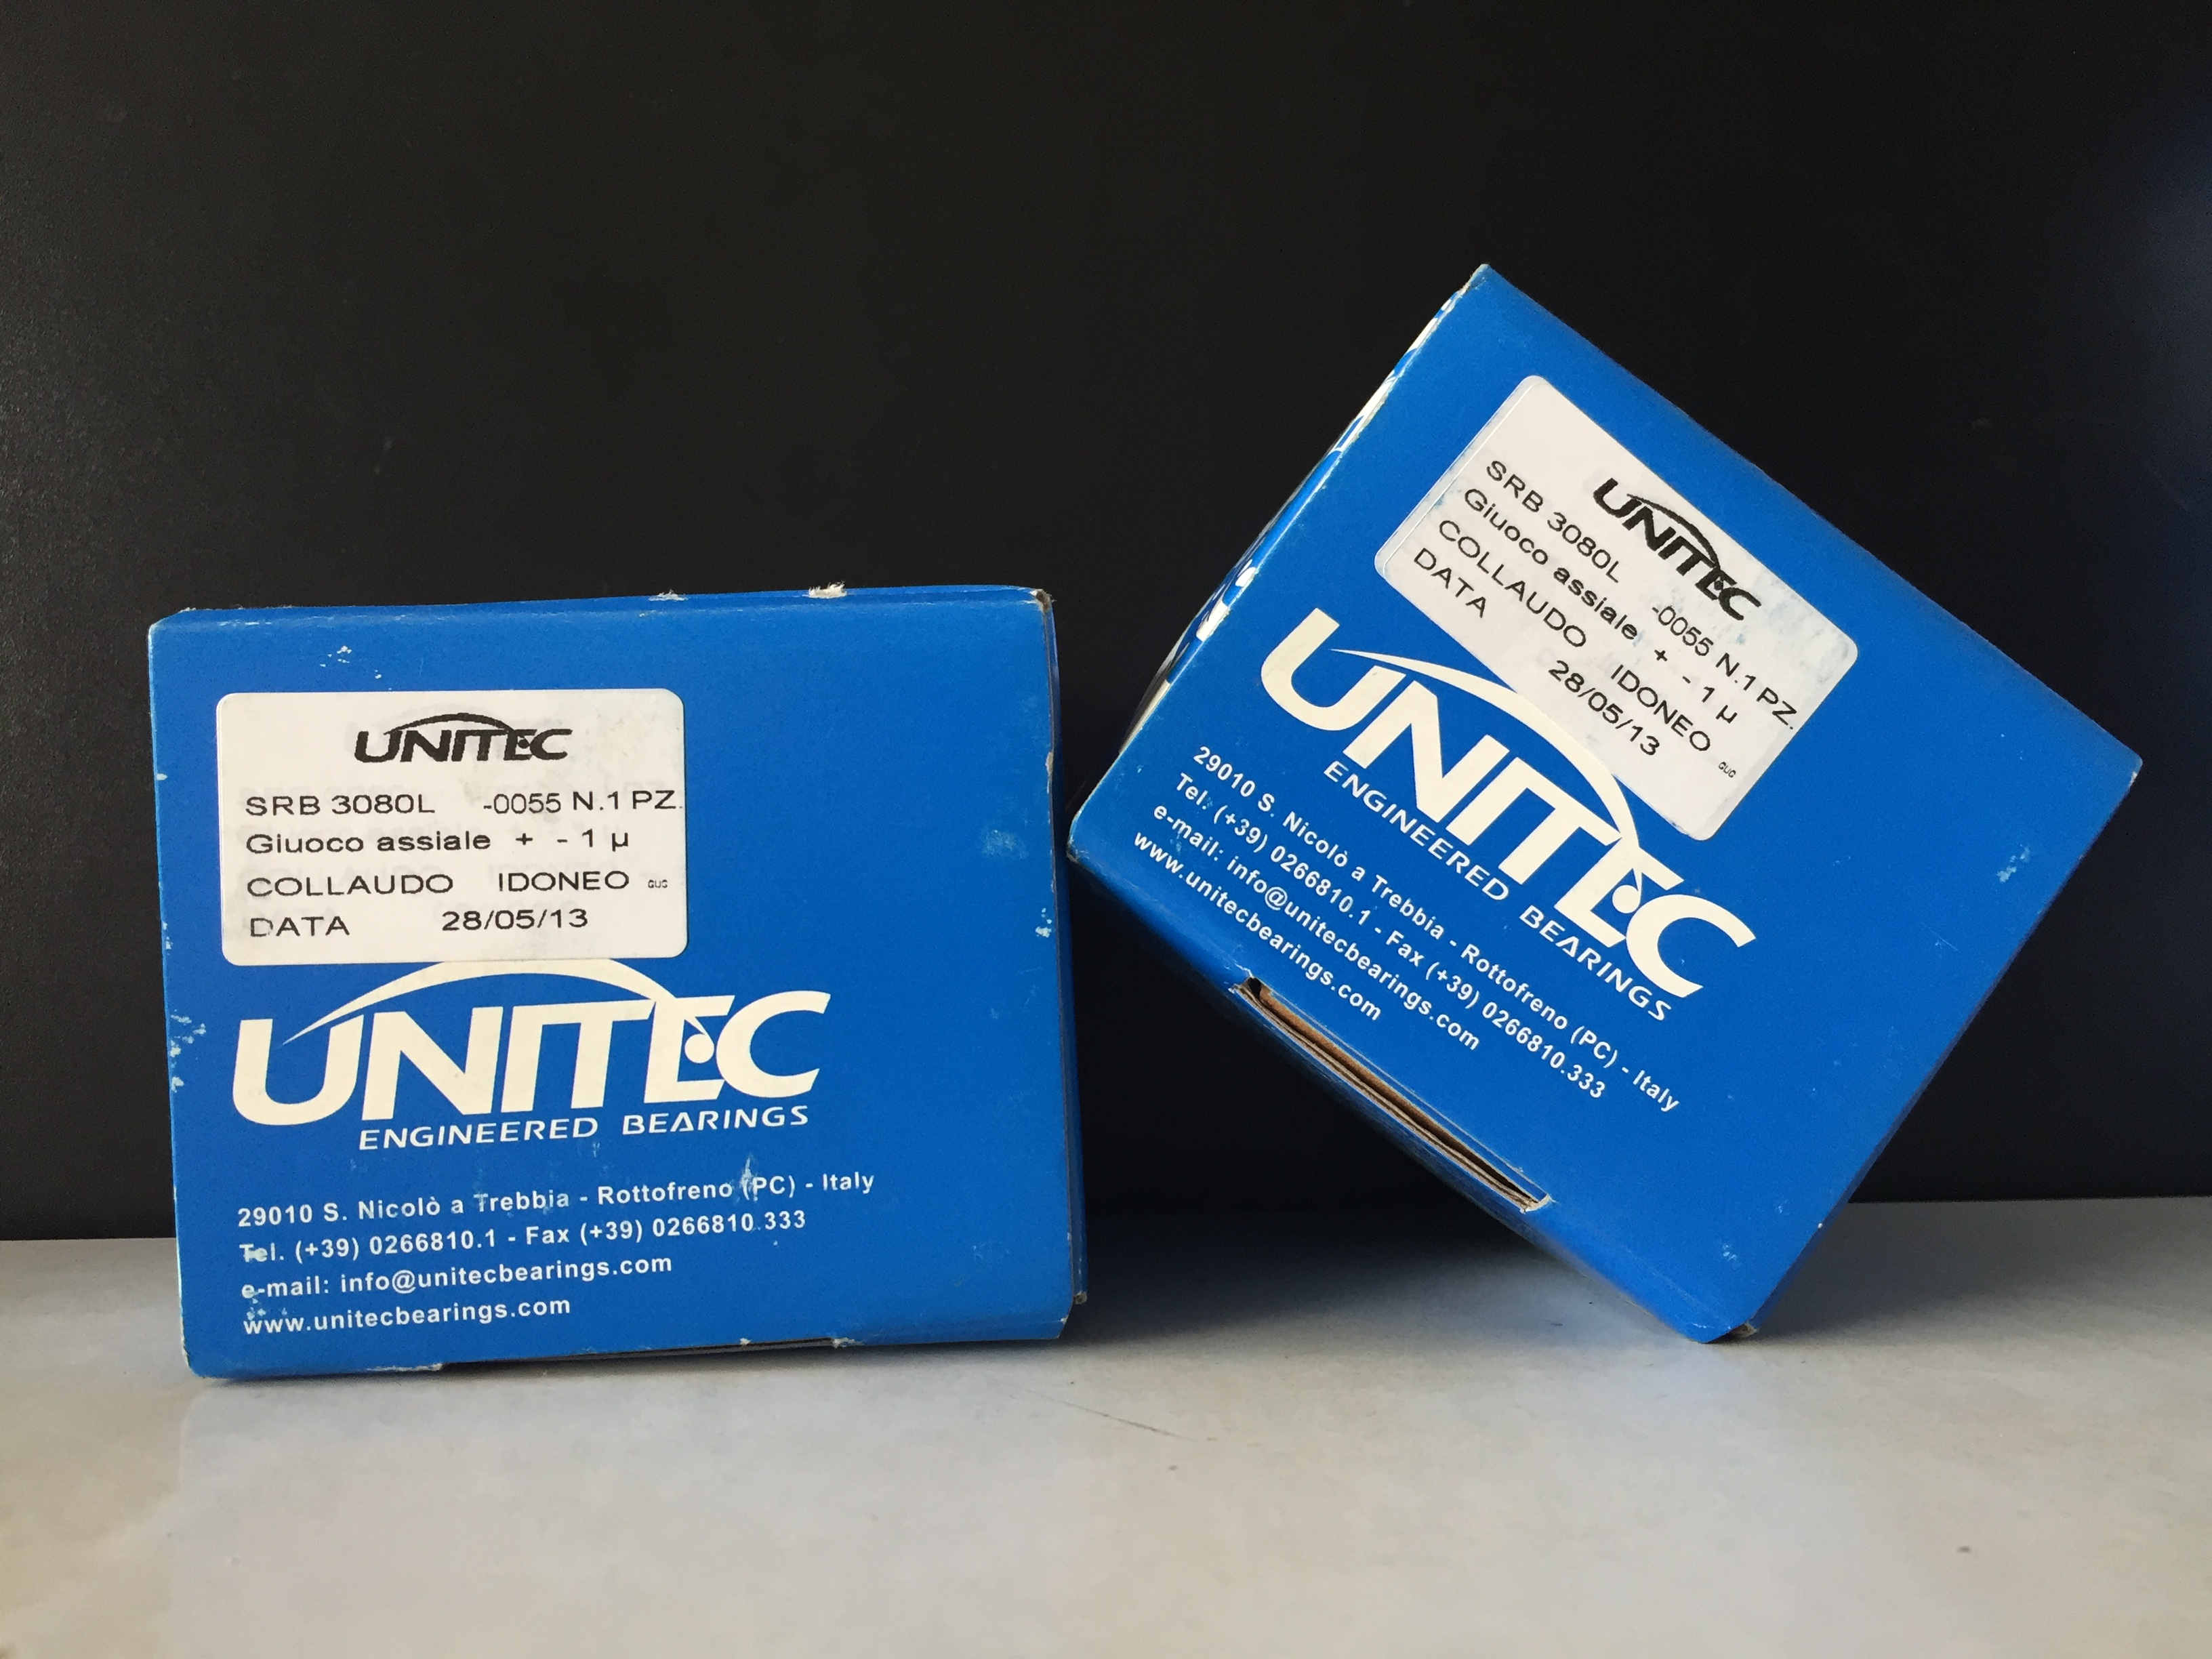 UNITEC
SRB 3080L -0055 N.1 PZ.
Giuoco assiale + - 1 µ
COLLAUDO IDONEO GUG
DATA 28/05/13
UNITEC
ENGINEERED BEARINGS
29010 S. Nicolò a Trebbia - Rottofreno (PC) - Italy
Tel. (+39) 0266810.1 - Fax (+39) 0266810.333
e-mail: info@unitecbearings.com
www.unitecbearings.com
UNITEC
SRB 3080L -0055 N.1 PZ.
Giuoco assiale + - 1 µ
COLLAUDO IDONEO GUG
DATA 28/05/13
UNITEC
ENGINEERED BEARINGS
29010 S. Nicolò a Trebbia - Rottofreno (PC) - Italy
Tel. (+39) 0266810.1 - Fax (+39) 0266810.333
e-mail: info@unitecbearings.com
www.unitecbearings.com